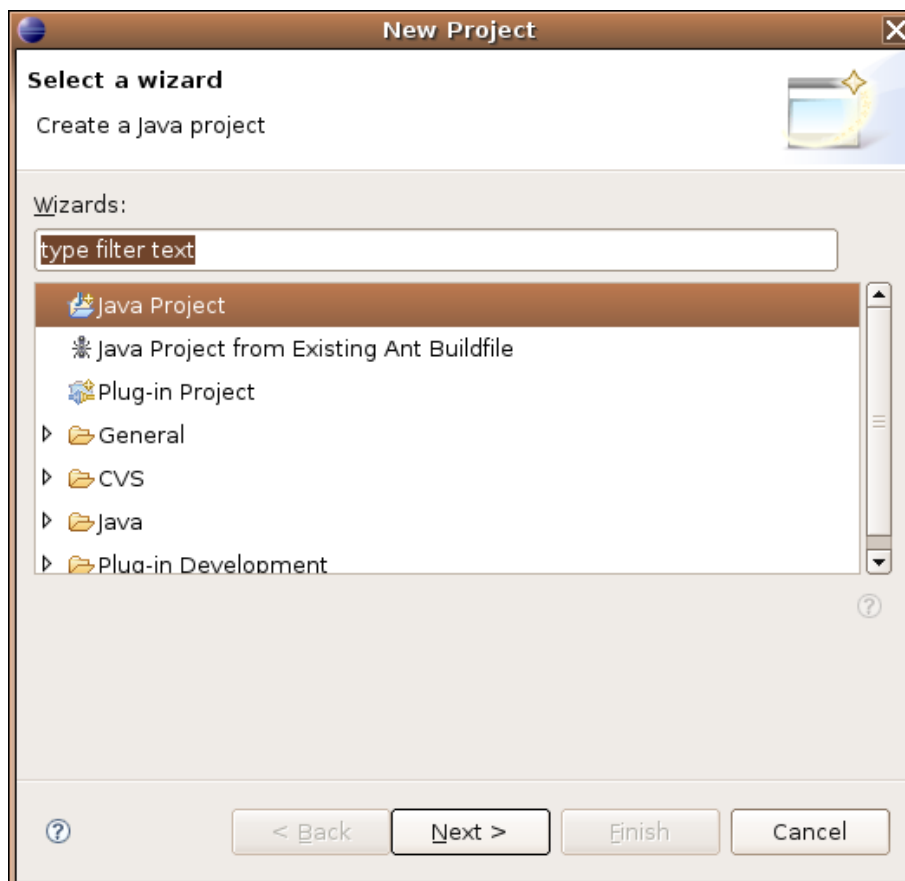 New Project
Select a wizard
Create a Java project
Wizards:
type filter text
Java Project
Java Project from Existing Ant Buildfile
Plug-in Project
General
CVS
Java
Plug-in Development
< Back Next > Finish Cancel